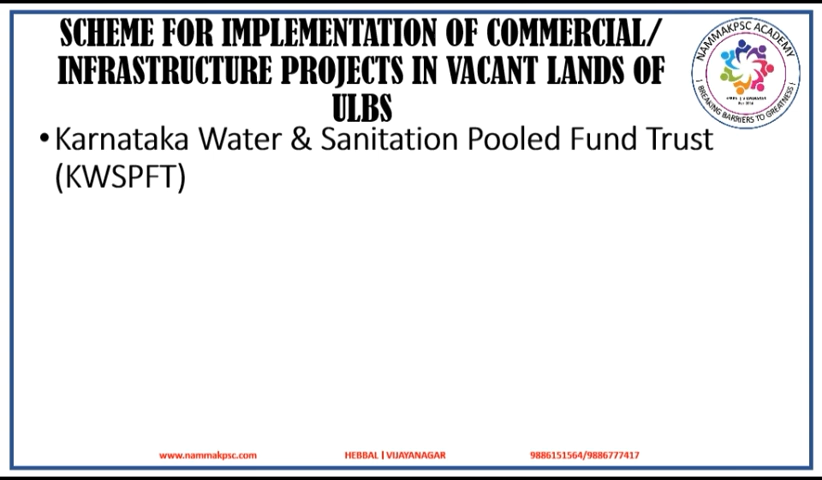 SCHEME FOR IMPLEMENTATION OF COMMERCIAL/
INFRASTRUCTURE PROJECTS IN VACANT LANDS OF
ULBS
NAMMAKPSC ACADEMY
| BREAKING BARRIERS TO GREATNESS |
• Karnataka Water & Sanitation Pooled Fund Trust
(KWSPFT)
www.nammakpsc.com HEBBAL | VIJAYANAGAR 9886151564/9886777417